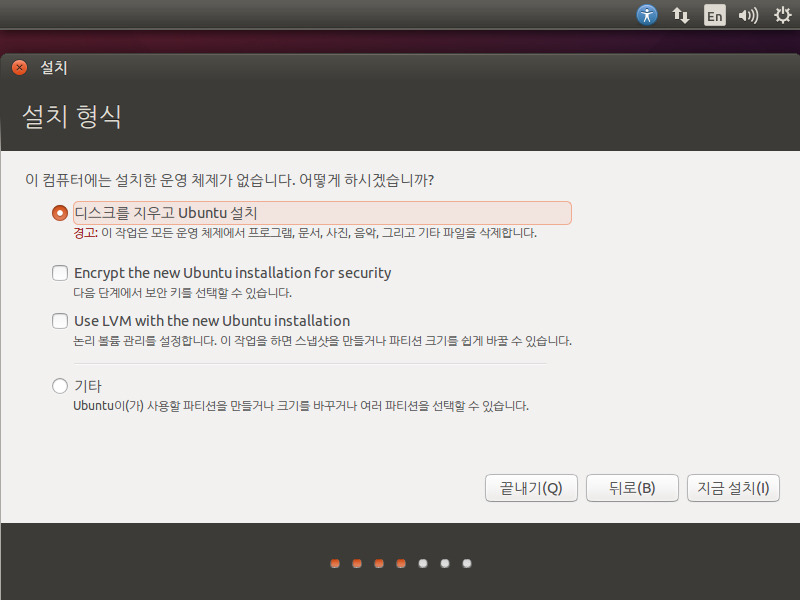 En
설치
설치 형식
이 컴퓨터에는 설치한 운영 체제가 없습니다. 어떻게 하시겠습니까?
디스크를 지우고 Ubuntu 설치
경고: 이 작업은 모든 운영 체제에서 프로그램, 문서, 사진, 음악, 그리고 기타 파일을 삭제합니다.
Encrypt the new Ubuntu installation for security
다음 단계에서 보안 키를 선택할 수 있습니다.
Use LVM with the new Ubuntu installation
논리 볼륨 관리를 설정합니다. 이 작업을 하면 스냅샷을 만들거나 파티션 크기를 쉽게 바꿀 수 있습니다.
기타
Ubuntu이(가) 사용할 파티션을 만들거나 크기를 바꾸거나 여러 파티션을 선택할 수 있습니다.
끝내기(Q) 뒤로(B) 지금 설치(I)